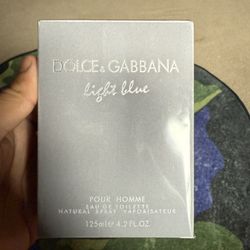 DOLCE & GABBANA
light blue
POUR HOMME
EAU DE TOILETTE
NATURAL SPRAY VAPORISATEUR
125ml 4.2 FL.OZ.